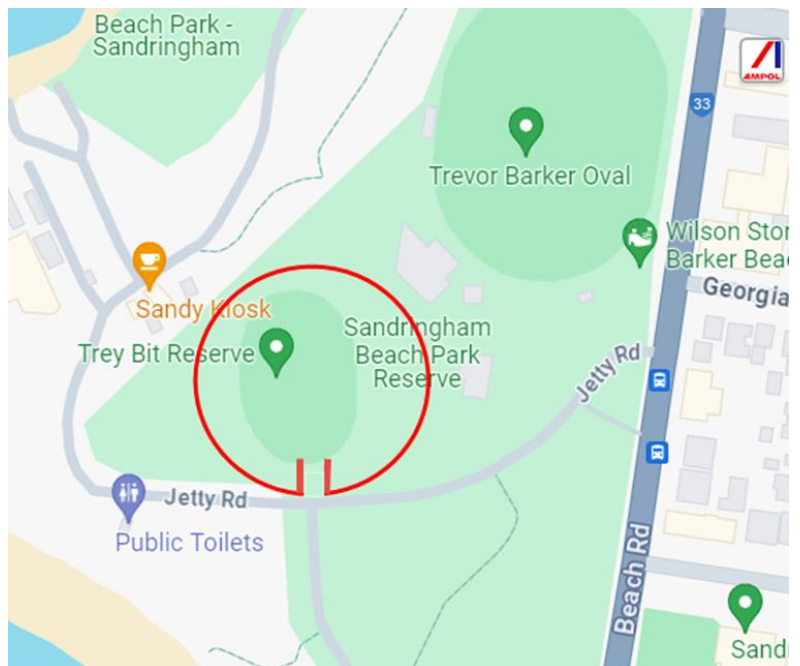 Beach Park -
Sandringham
AMPOL
33
Trevor Barker Oval
Wilson Stor
Barker Bea
Georgia
Sandy Kiosk
Sandringham
Beach Park
Reserve
Trey Bit Reserve
Jetty Rd
Jetty Rd
Public Toilets
Beach Rd
Sand